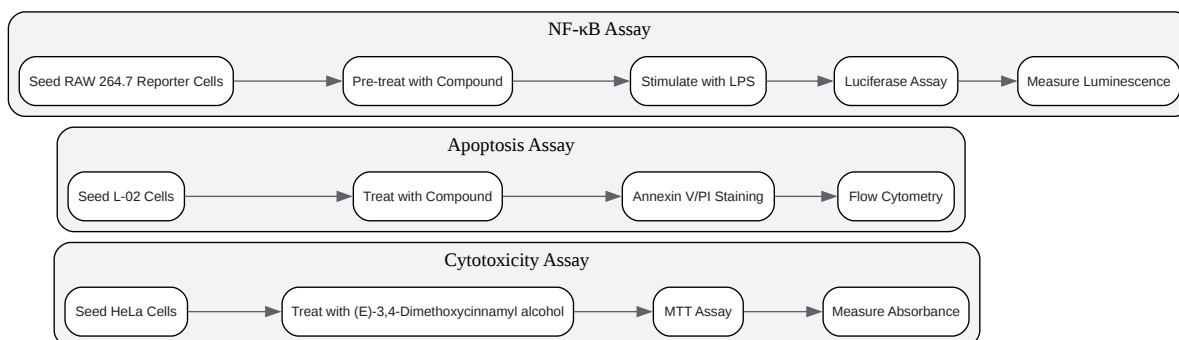 NF-κB Assay
Seed RAW 264.7 Reporter Cells
Pre-treat with Compound
Stimulate with LPS
Luciferase Assay
Measure Luminescence
Apoptosis Assay
Seed L-02 Cells
Treat with Compound
Annexin V/PI Staining
Flow Cytometry
Cytotoxicity Assay
Seed HeLa Cells
Treat with (E)-3,4-Dimethoxycinnamyl alcohol
MTT Assay
Measure Absorbance